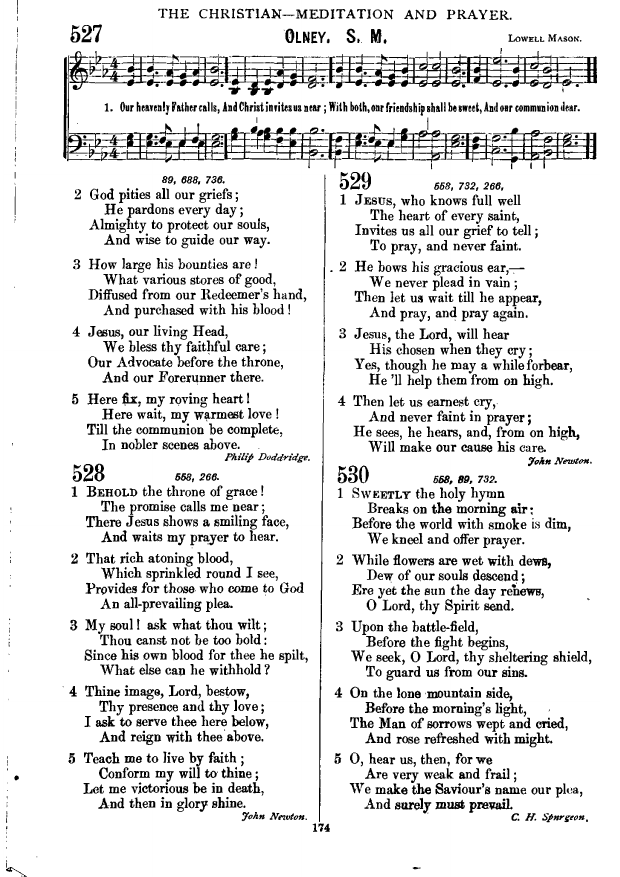 THE CHRISTIAN—MEDITATION AND PRAYER.
527
OLNEY. S. M.
LOWELL MASON.
1. Our heavenly Father calls, And Christ invites us near; With both, our friendship shall be sweet, And our communion dear.
89, 688, 736.
2 God pities all our griefs;
He pardons every day;
Almighty to protect our souls,
And wise to guide our way.
3 How large his bounties are!
What various stores of good,
Diffused from our Redeemer's hand,
And purchased with his blood!
4 Jesus, our living Head,
We bless thy faithful care;
Our Advocate before the throne,
And our Forerunner there.
5 Here fix, my roving heart!
Here wait, my warmest love!
Till the communion be complete,
In nobler scenes above.
Philip Doddridge.
528
558, 266.
1 BEHOLD the throne of grace!
The promise calls me near;
There Jesus shows a smiling face,
And waits my prayer to hear.
2 That rich atoning blood,
Which sprinkled round I see,
Provides for those who come to God
An all-prevailing plea.
3 My soul! ask what thou wilt;
Thou canst not be too bold:
Since his own blood for thee he spilt,
What else can he withhold?
4 Thine image, Lord, bestow,
Thy presence and thy love;
I ask to serve thee here below,
And reign with thee above.
5 Teach me to live by faith;
Conform my will to thine;
Let me victorious be in death,
And then in glory shine.
John Newton.
529
558, 732, 266,
1 JESUS, who knows full well
The heart of every saint,
Invites us all our grief to tell;
To pray, and never faint.
2 He bows his gracious ear,—
We never plead in vain;
Then let us wait till he appear,
And pray, and pray again.
3 Jesus, the Lord, will hear
His chosen when they cry;
Yes, though he may a while forbear,
He 'll help them from on high.
4 Then let us earnest cry,
And never faint in prayer;
He sees, he hears, and, from on high,
Will make our cause his care.
John Newton.
530
558, 89, 732.
1 SWEETLY the holy hymn
Breaks on the morning air:
Before the world with smoke is dim,
We kneel and offer prayer.
2 While flowers are wet with dews,
Dew of our souls descend;
Ere yet the sun the day renews,
O Lord, thy Spirit send.
3 Upon the battle-field,
Before the fight begins,
We seek, O Lord, thy sheltering shield,
To guard us from our sins.
4 On the lone mountain side,
Before the morning's light,
The Man of sorrows wept and cried,
And rose refreshed with might.
5 O, hear us, then, for we
Are very weak and frail;
We make the Saviour's name our plea,
And surely must prevail.
C. H. Spurgeon.
174